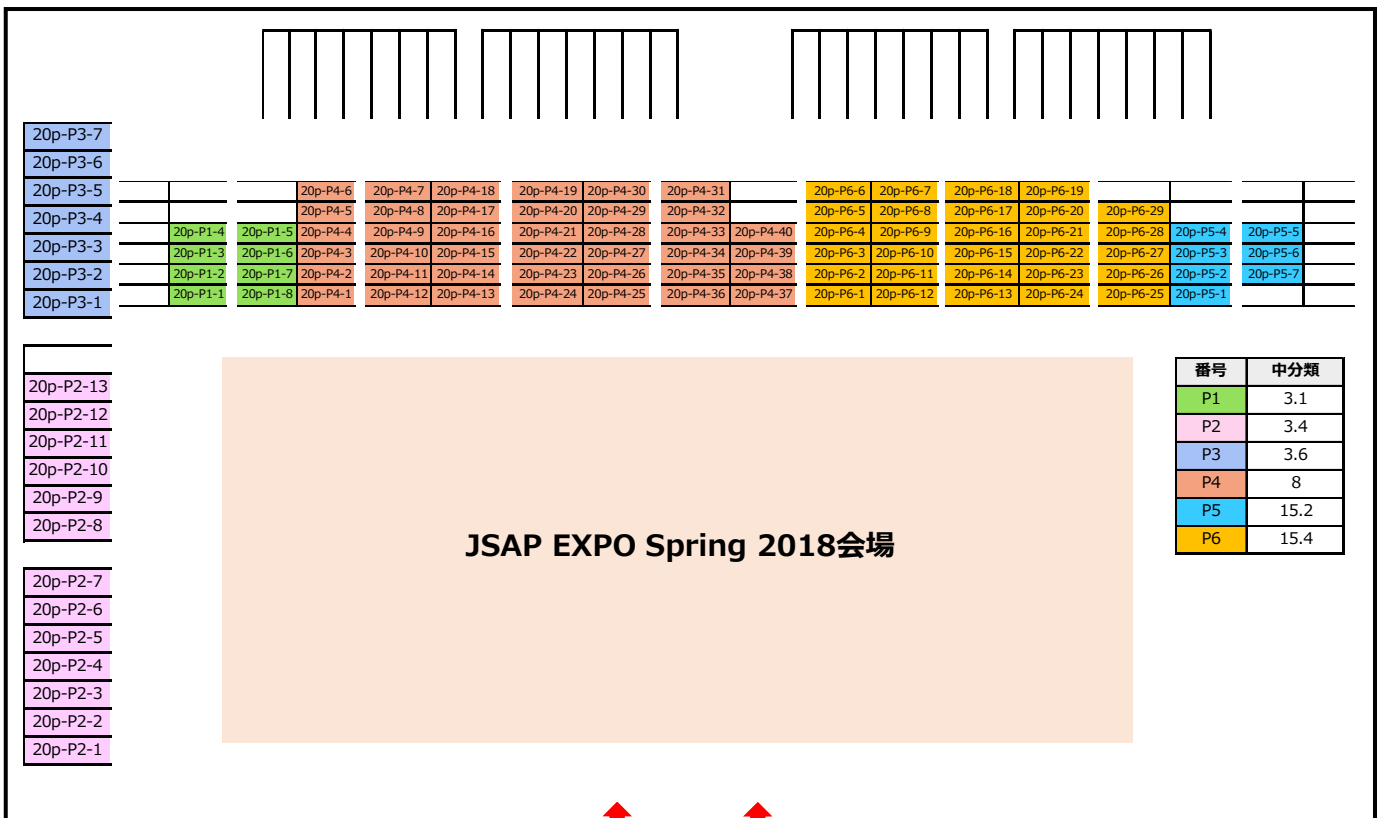 20p-P3-7
20p-P3-6
20p-P3-5
20p-P3-4
20p-P3-3
20p-P3-2
20p-P3-1
20p-P4-6 20p-P4-7 20p-P4-18 20p-P4-19 20p-P4-30 20p-P4-31 20p-P6-6 20p-P6-7 20p-P6-18 20p-P6-19
20p-P4-5 20p-P4-8 20p-P4-17 20p-P4-20 20p-P4-29 20p-P4-32 20p-P6-5 20p-P6-8 20p-P6-17 20p-P6-20 20p-P6-29
20p-P1-4 20p-P1-5 20p-P4-4 20p-P4-9 20p-P4-16 20p-P4-21 20p-P4-28 20p-P4-33 20p-P4-40 20p-P6-4 20p-P6-9 20p-P6-16 20p-P6-21 20p-P6-28 20p-P5-4 20p-P5-5
20p-P1-3 20p-P1-6 20p-P4-3 20p-P4-10 20p-P4-15 20p-P4-22 20p-P4-27 20p-P4-34 20p-P4-39 20p-P6-3 20p-P6-10 20p-P6-15 20p-P6-22 20p-P6-27 20p-P5-3 20p-P5-6
20p-P1-2 20p-P1-7 20p-P4-2 20p-P4-11 20p-P4-14 20p-P4-23 20p-P4-26 20p-P4-35 20p-P4-38 20p-P6-2 20p-P6-11 20p-P6-14 20p-P6-23 20p-P6-26 20p-P5-2 20p-P5-7
20p-P1-1 20p-P1-8 20p-P4-1 20p-P4-12 20p-P4-13 20p-P4-24 20p-P4-25 20p-P4-36 20p-P4-37 20p-P6-1 20p-P6-12 20p-P6-13 20p-P6-24 20p-P6-25 20p-P5-1
20p-P2-13
20p-P2-12
20p-P2-11
20p-P2-10
20p-P2-9
20p-P2-8
20p-P2-7
20p-P2-6
20p-P2-5
20p-P2-4
20p-P2-3
20p-P2-2
20p-P2-1
JSAP EXPO Spring 2018会場
番号 中分類
P1 3.1
P2 3.4
P3 3.6
P4 8
P5 15.2
P6 15.4